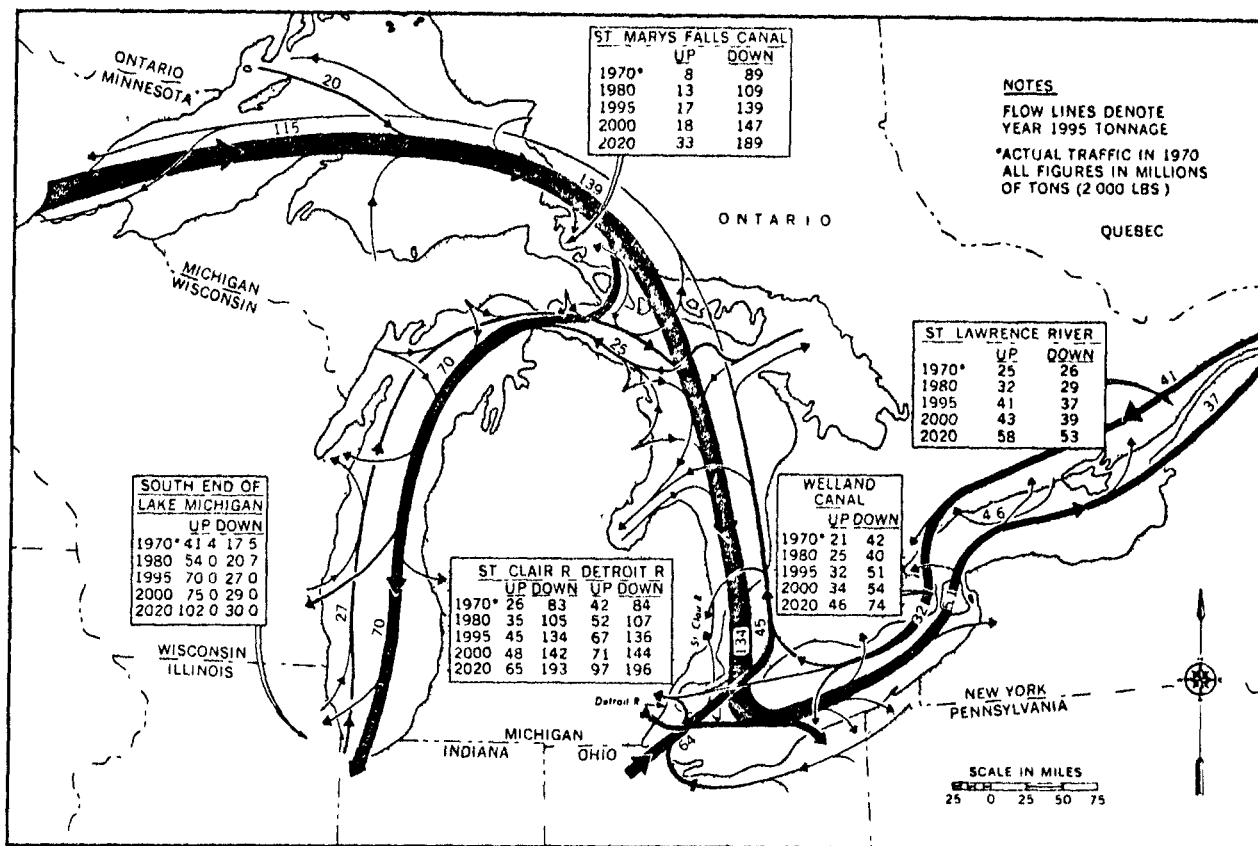 ST MARYS FALLS CANAL
UP DOWN
1970* 8 89
1980 13 109
1995 17 139
2000 18 147
2020 33 189
NOTES
FLOW LINES DENOTE
YEAR 1995 TONNAGE
*ACTUAL TRAFFIC IN 1970
ALL FIGURES IN MILLIONS
OF TONS (2 000 LBS)
ONTARIO
MINNESOTA
20
115
139
ONTARIO
QUEBEC
MICHIGAN
WISCONSIN
70
25
ST LAWRENCE RIVER
UP DOWN
1970* 25 26
1980 32 29
1995 41 37
2000 43 39
2020 58 53
41
37
SOUTH END OF
LAKE MICHIGAN
UP DOWN
1970* 41 4 17 5
1980 54 0 20 7
1995 70 0 27 0
2000 75 0 29 0
2020 102 0 30 0
WELLAND
CANAL
UP DOWN
1970* 21 42
1980 25 40
1995 32 51
2000 34 54
2020 46 74
4 6
ST CLAIR R DETROIT R
UP DOWN UP DOWN
1970* 26 83 42 84
1980 35 105 52 107
1995 45 134 67 136
2000 48 142 71 144
2020 65 193 97 196
27
70
St Clair R
134
45
32
WISCONSIN
ILLINOIS
Detroit R
64
MICHIGAN
INDIANA
OHIO
NEW YORK
PENNSYLVANIA
SCALE IN MILES
25 0 25 50 75